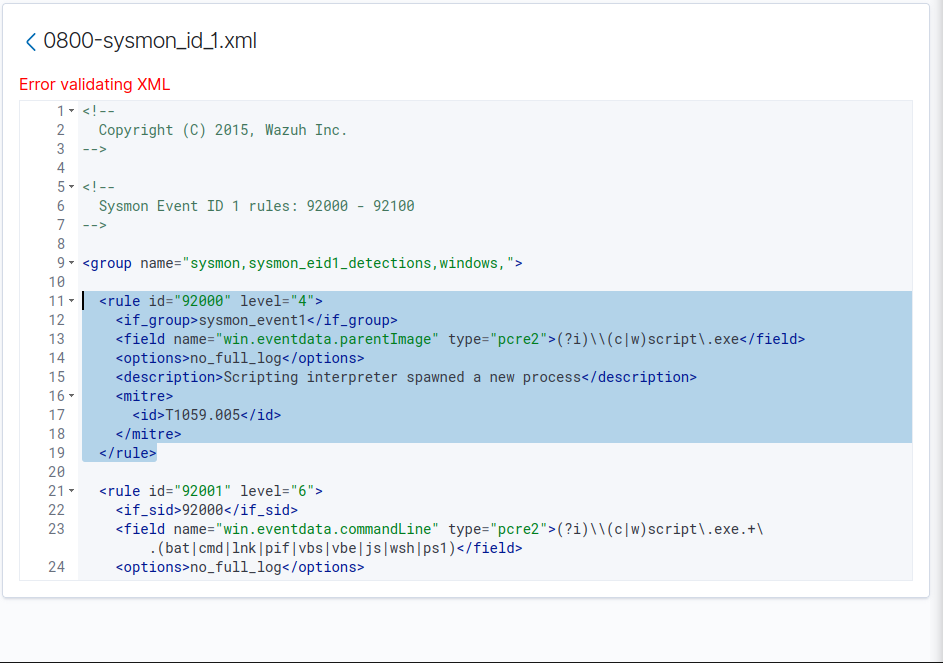 0800-sysmon_id_1.xml
Error validating XML
1 <!--
2   Copyright (C) 2015, Wazuh Inc.
3 -->
4
5 <!--
6   Sysmon Event ID 1 rules: 92000 - 92100
7 -->
8
9 <group name="sysmon,sysmon_eid1_detections,windows,">
10
11   <rule id="92000" level="4">
12     <if_group>sysmon_event1</if_group>
13     <field name="win.eventdata.parentImage" type="pcre2">(?i)\\(c|w)script\.exe</field>
14     <options>no_full_log</options>
15     <description>Scripting interpreter spawned a new process</description>
16     <mitre>
17       <id>T1059.005</id>
18     </mitre>
19   </rule>
20
21   <rule id="92001" level="6">
22     <if_sid>92000</if_sid>
23     <field name="win.eventdata.commandLine" type="pcre2">(?i)\\(c|w)script\.exe.+\
        .(bat|cmd|lnk|pif|vbs|vbe|js|wsh|ps1)</field>
24     <options>no_full_log</options>